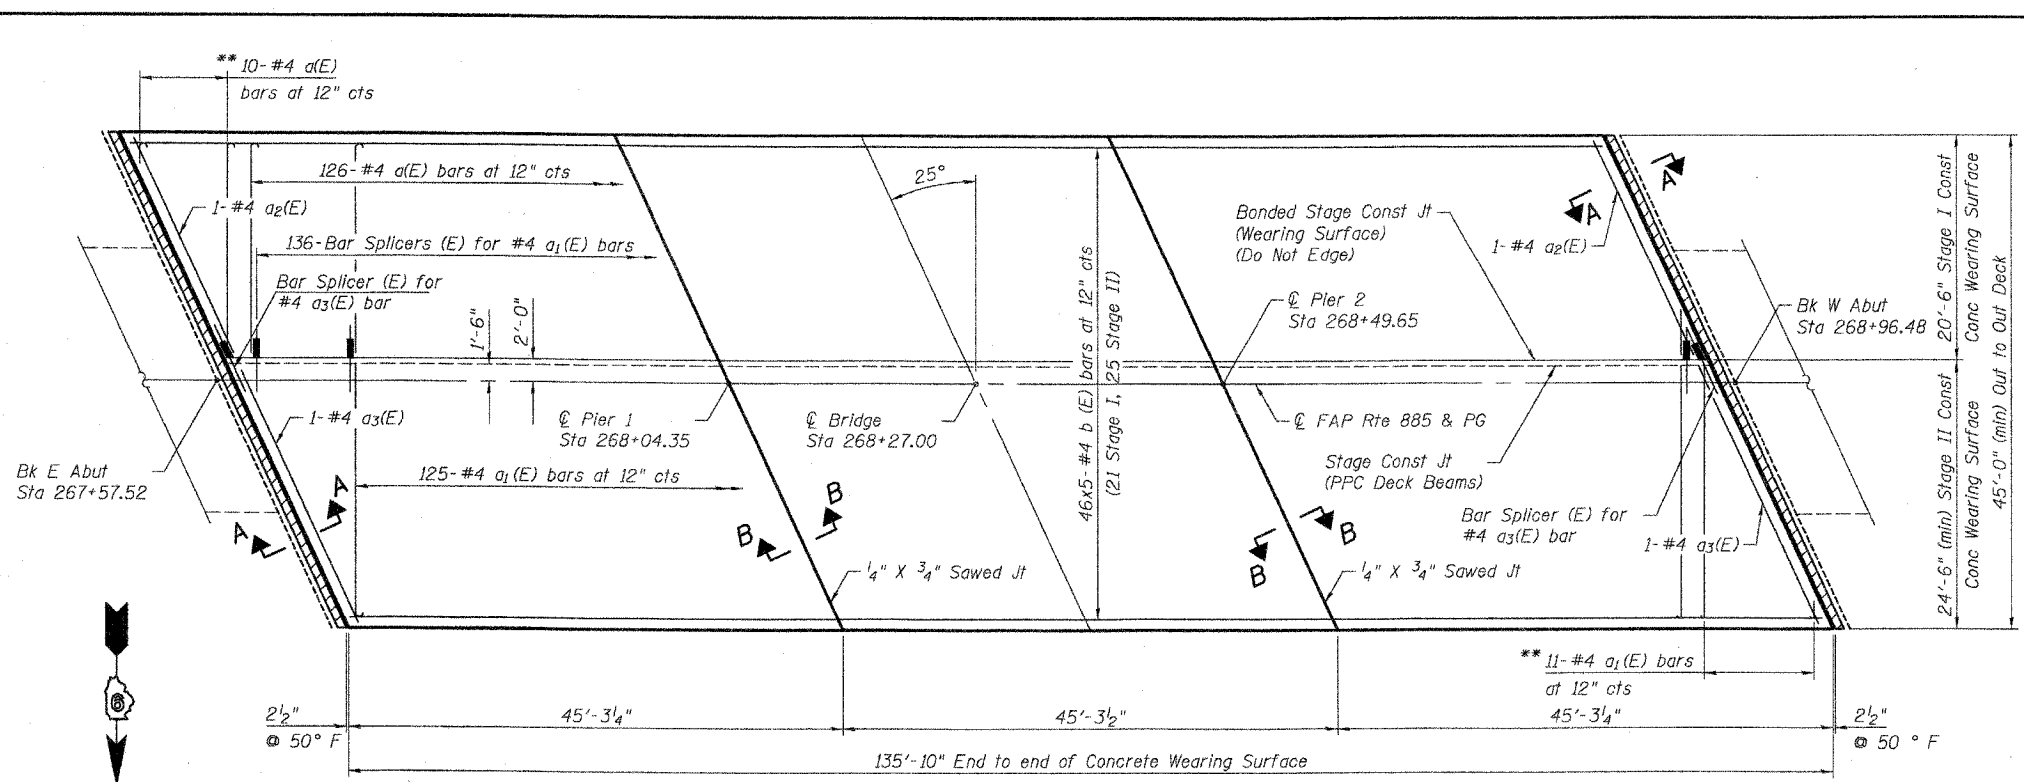 ** 10-#4 a(E)
bars at 12" cts
126-#4 a(E) bars at 12" cts
1-#4 a2(E)
136-Bar Splicers (E) for #4 a1(E) bars
Bar Splicer (E) for
#4 a3(E) bar
1'-6"
2'-0"
25°
46x5-#4 b (E) bars at 12" cts
(21 Stage I, 25 Stage II)
Bonded Stage Const Jt
(Wearing Surface)
(Do Not Edge)
1-#4 a2(E)
A
A
℄ Pier 2
Sta 268+49.65
Bk W Abut
Sta 268+96.48
20'-6" Stage I Const
Conc Wearing Surface
24'-6" (min) Stage II Const
Conc Wearing Surface
45'-0" (min) Out to Out Deck
1-#4 a3(E)
℄ Pier 1
Sta 268+04.35
℄ Bridge
Sta 268+27.00
℄ FAP Rte 885 & PG
Stage Const Jt
(PPC Deck Beams)
Bk E Abut
Sta 267+57.52
125-#4 a1(E) bars at 12" cts
A
A
B
B
B
B
Bar Splicer (E) for
#4 a3(E) bar
1-#4 a3(E)
1/4" X 3/4" Sawed Jt
1/4" X 3/4" Sawed Jt
** 11-#4 a1(E) bars
at 12" cts
6
2 1/2"
@ 50° F
45'-3 1/4"
45'-3 1/2"
45'-3 1/4"
2 1/2"
@ 50 ° F
135'-10" End to end of Concrete Wearing Surface